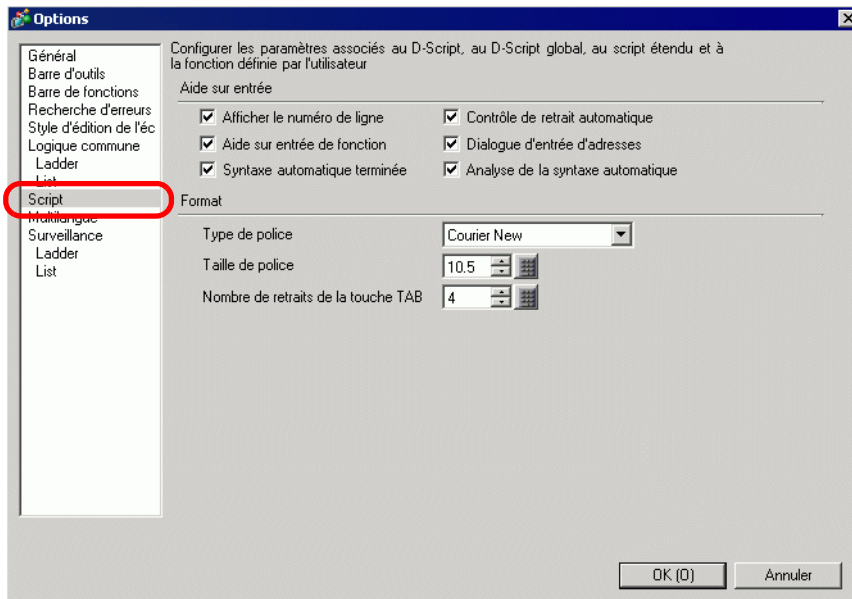 Options
Configurer les paramètres associés au D-Script, au D-Script global, au script étendu et à
la fonction définie par l'utilisateur
Général
Barre d'outils
Barre de fonctions
Recherche d'erreurs
Style d'édition de l'éc
Logique commune
Ladder
List
Script
Multilangue
Surveillance
Ladder
List
Aide sur entrée
Afficher le numéro de ligne
Contrôle de retrait automatique
Aide sur entrée de fonction
Dialogue d'entrée d'adresses
Syntaxe automatique terminée
Analyse de la syntaxe automatique
Format
Type de police
Courier New
Taille de police
10.5
Nombre de retraits de la touche TAB
4
OK (O)
Annuler